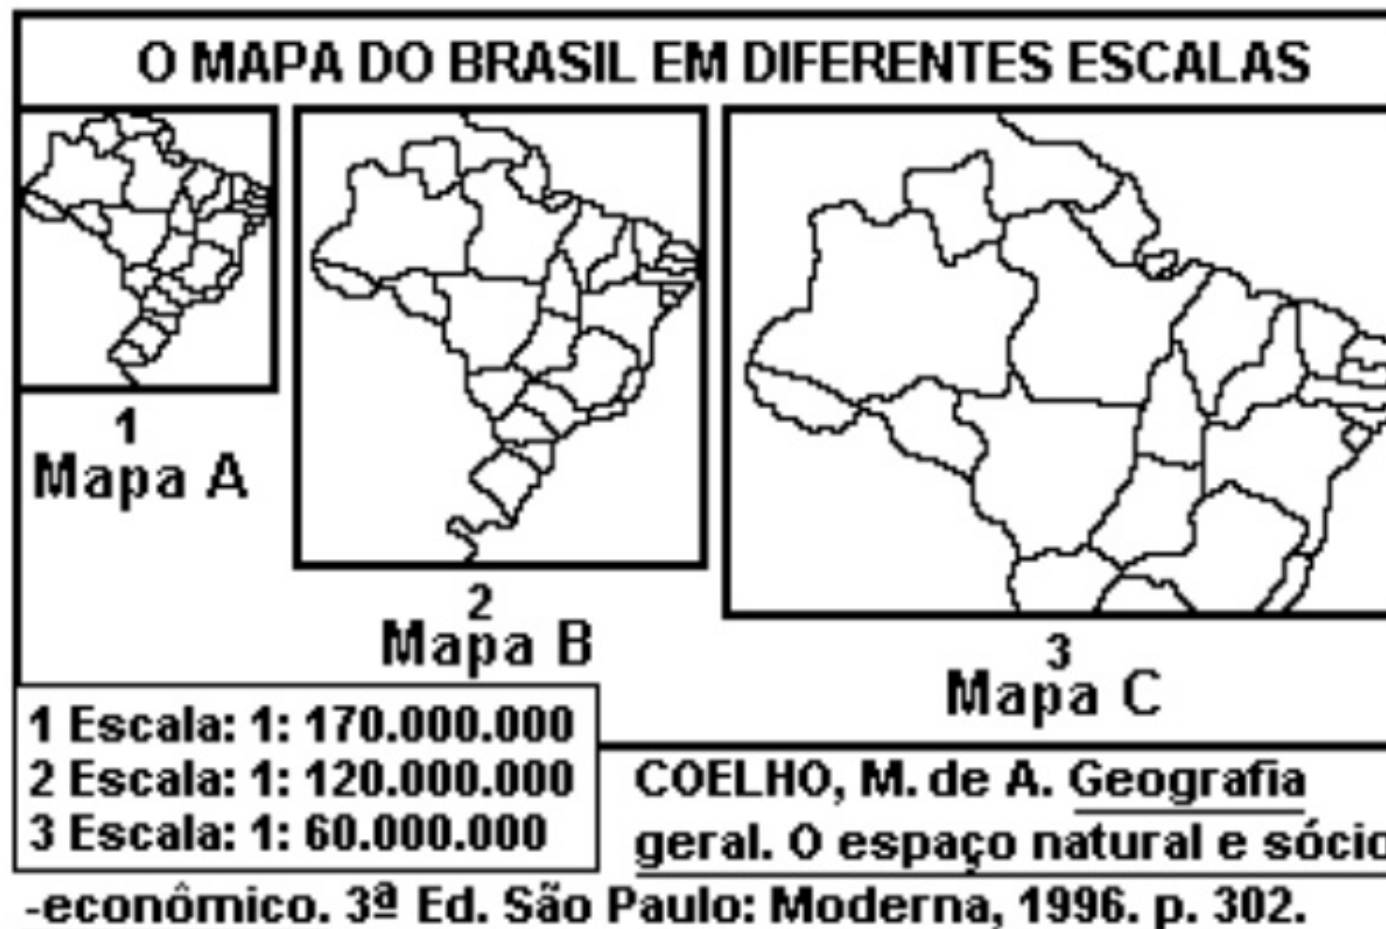 O MAPA DO BRASIL EM DIFERENTES ESCALAS
1
Mapa A
2
Mapa B
3
Mapa C
1 Escala: 1: 170.000.000
2 Escala: 1: 120.000.000
3 Escala: 1: 60.000.000
COELHO, M. de A. Geografia
geral. O espaço natural e sócio
-econômico. 3ª Ed. São Paulo: Moderna, 1996. p. 302.